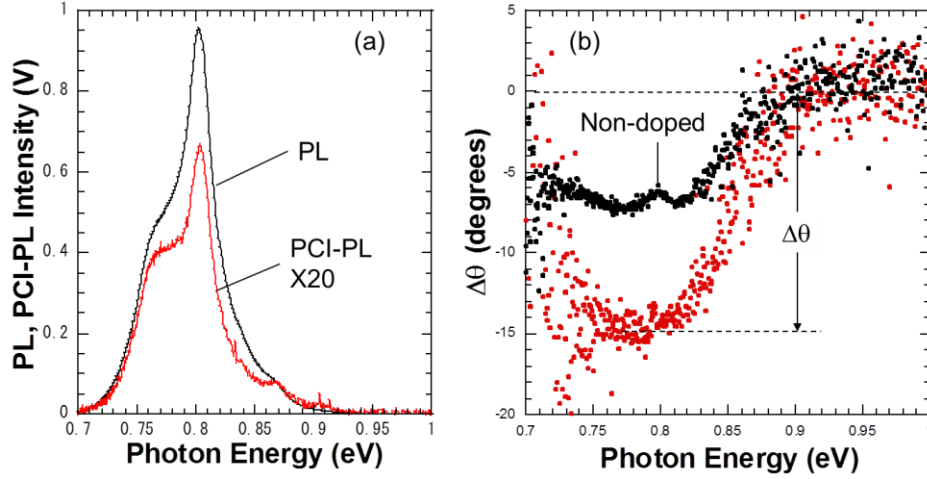 (a)
PL
PCI-PL
X20
PL, PCI-PL Intensity (V)
1
0.8
0.6
0.4
0.2
0
0.7
0.75
0.8
0.85
0.9
0.95
1
Photon Energy (eV)
(b)
Non-doped
Δθ
Δθ (degrees)
5
0
-5
-10
-15
-20
0.7
0.75
0.8
0.85
0.9
0.95
1
Photon Energy (eV)